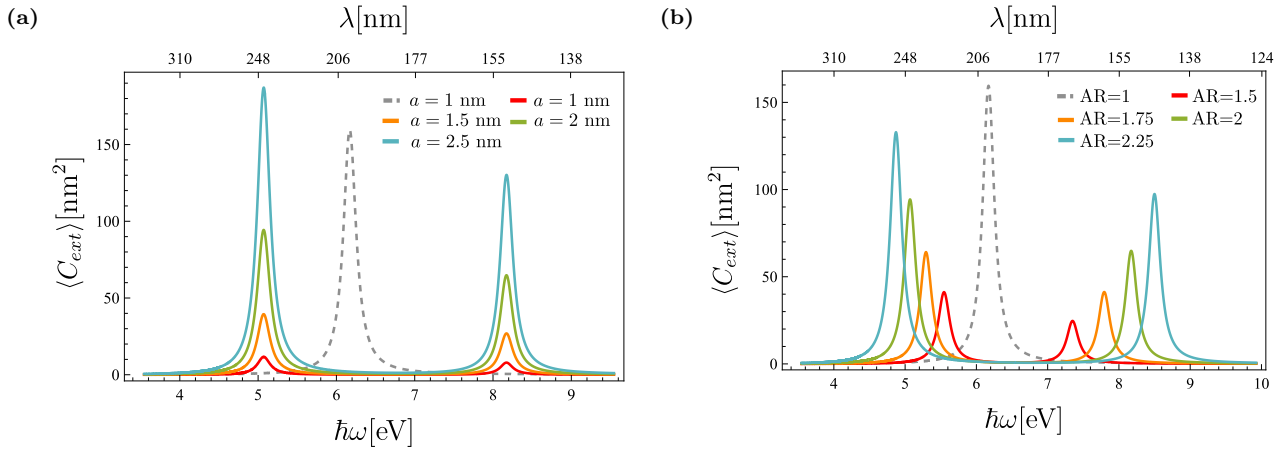 (a)
λ[nm]
310 248 206 177 155 138
150
100
50
0
⟨C_ext⟩[nm²]
a = 1 nm a = 1 nm
a = 1.5 nm a = 2 nm
a = 2.5 nm
4 5 6 7 8 9
ħω[eV]
(b)
λ[nm]
310 248 206 177 155 138 124
150
100
50
0
⟨C_ext⟩[nm²]
AR=1 AR=1.5
AR=1.75 AR=2
AR=2.25
4 5 6 7 8 9 10
ħω[eV]